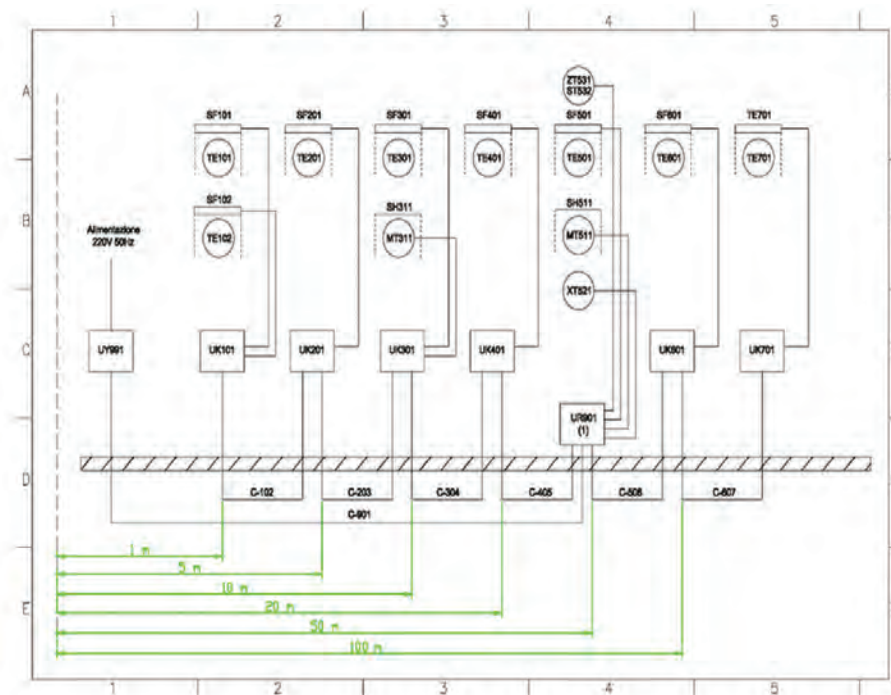 1 2 3 4 5
A
ZT531
ST532
SF101 SF201 SF301 SF401 SF501 SF601 TE701
TE101 TE201 TE301 TE401 TE501 TE601 TE701
B
SF102 SH311 SH511
TE102 MT311 MT511
Alimentazione
220V 50Hz
XT521
C
UY991 UK101 UK201 UK301 UK401 UK601 UK701
UR901
(1)
D
C-102 C-203 C-304 C-405 C-506 C-607
C-901
1 m
5 m
10 m
E
20 m
50 m
100 m
1 2 3 4 5